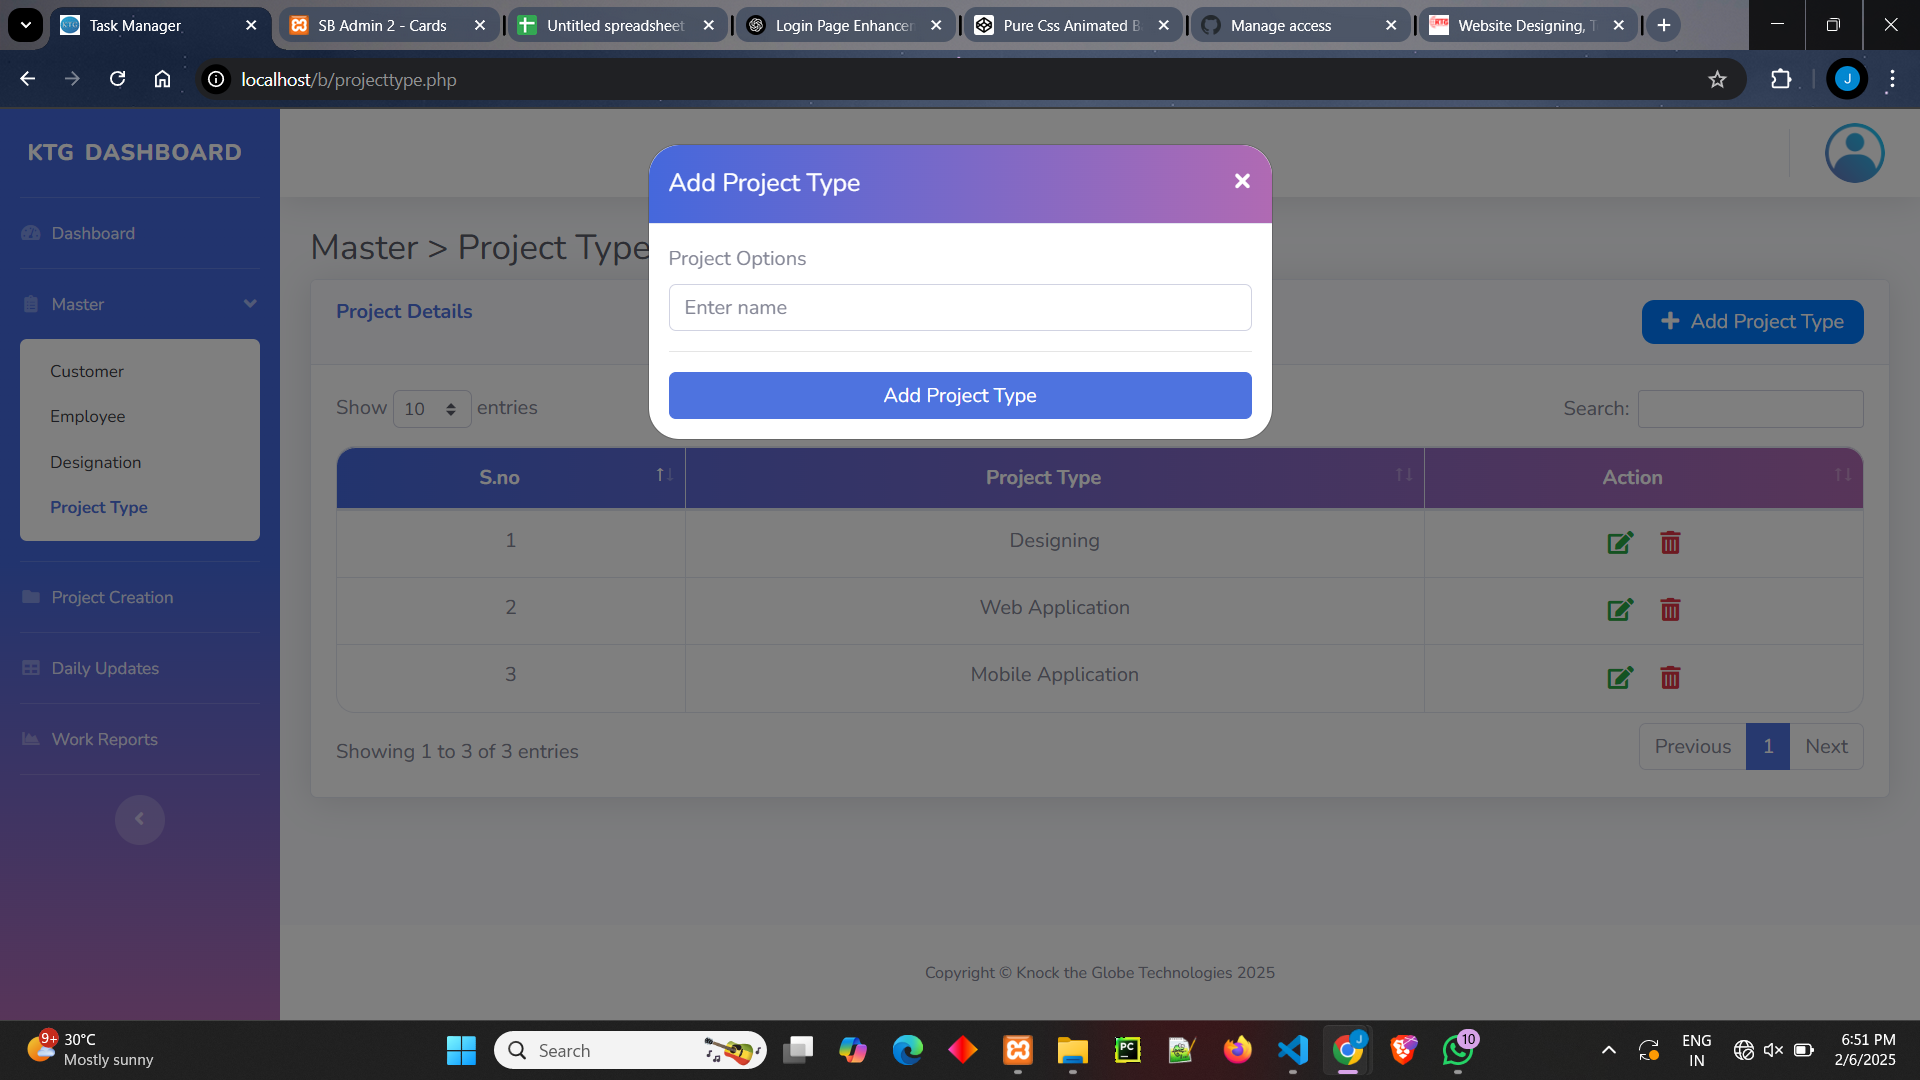 Task Manager
SB Admin 2 - Cards
Untitled spreadsheet
Login Page Enhancem
Pure Css Animated B
Manage access
Website Designing, T
localhost/b/projecttype.php
J
KTG DASHBOARD
Dashboard
Master
Customer
Employee
Designation
Project Type
Project Creation
Daily Updates
Work Reports
Master > Project Type
Project Details
Add Project Type
Add Project Type
Project Options
Enter name
Add Project Type
Show 10 entries
Search:
S.no Project Type Action
1 Designing
2 Web Application
3 Mobile Application
Showing 1 to 3 of 3 entries
Previous 1 Next
Copyright © Knock the Globe Technologies 2025
9+
30°C
Mostly sunny
Search
PC
J
10
ENG
IN
6:51 PM
2/6/2025